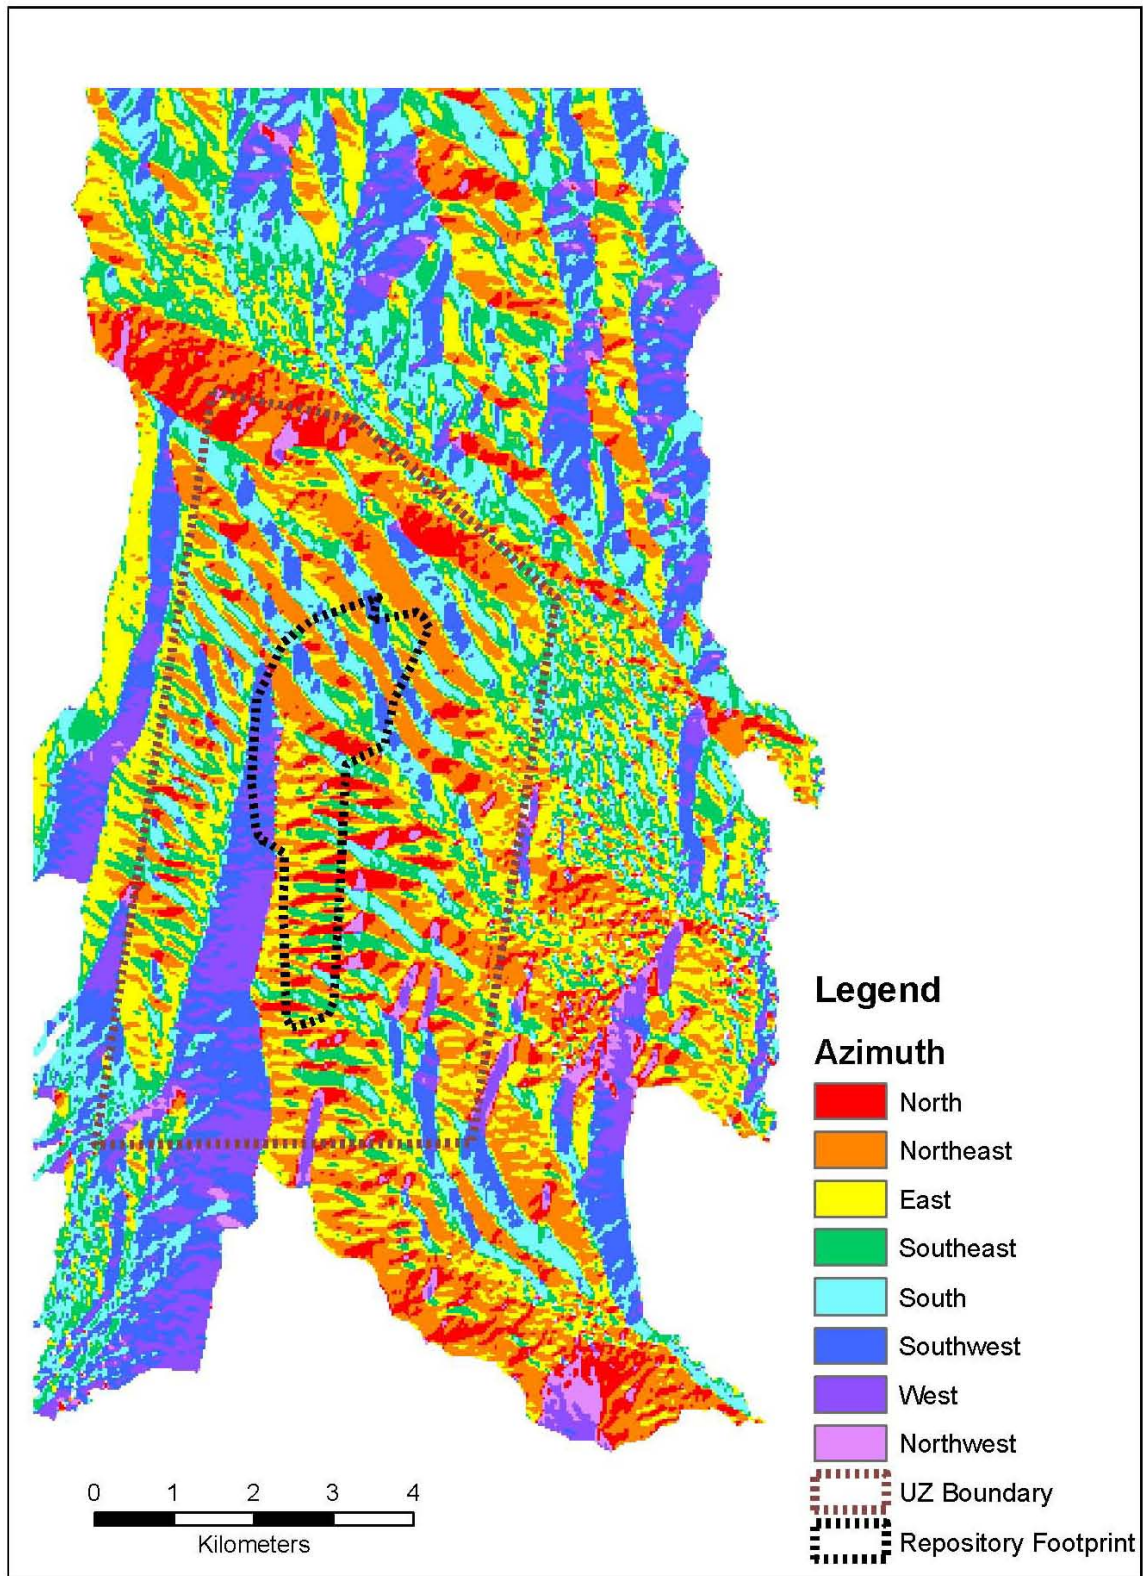 Legend
Azimuth
North
Northeast
East
Southeast
South
Southwest
West
Northwest
UZ Boundary
Repository Footprint
0 1 2 3 4
Kilometers